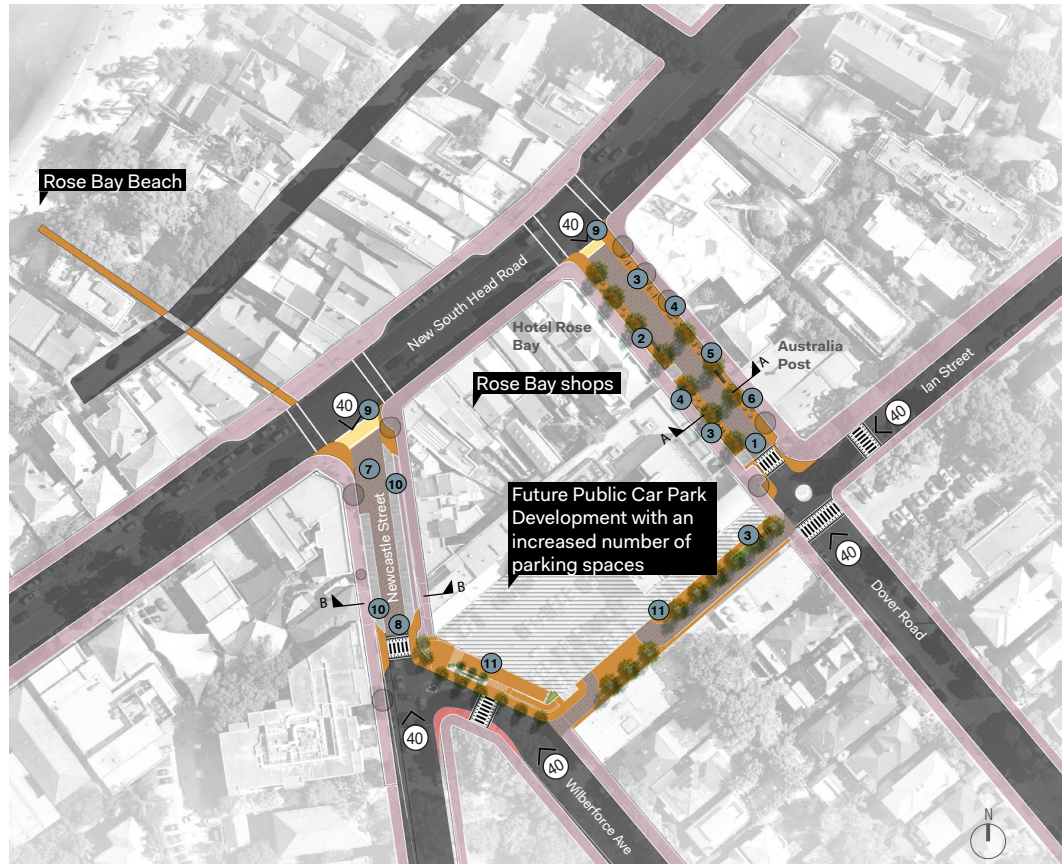 Rose Bay Beach
40
9
3
4
New South Head Road
2
Hotel Rose
Bay
5
Australia
Post
A
Rose Bay shops
6
4
Ian Street
40
9
A
3
1
40
7
10
Future Public Car Park
Development with an
increased number of
parking spaces
3
40
Newcastle Street
B
B
10
8
11
Dover Road
11
40
40
Wilberforce Ave
N